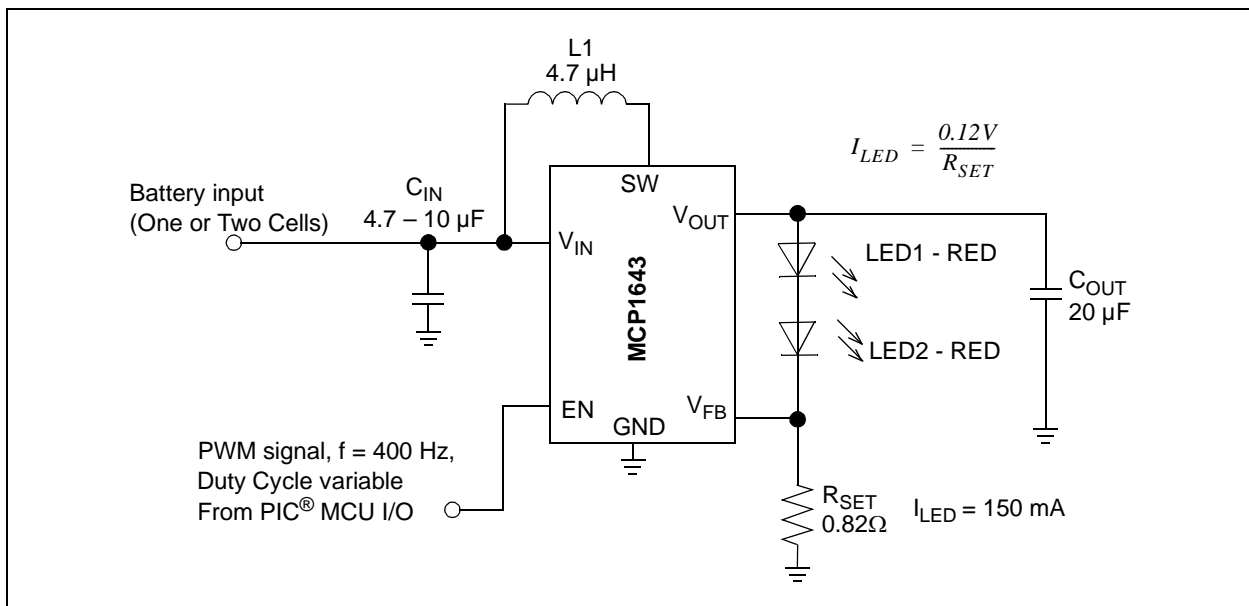 L1
4.7 µH
I_LED = 0.12V / R_SET
Battery input
(One or Two Cells)
C_IN
4.7 – 10 µF
SW
V_IN
V_OUT
MCP1643
LED1 - RED
C_OUT
20 µF
LED2 - RED
EN
V_FB
GND
PWM signal, f = 400 Hz,
Duty Cycle variable
From PIC® MCU I/O
R_SET
0.82Ω
I_LED = 150 mA